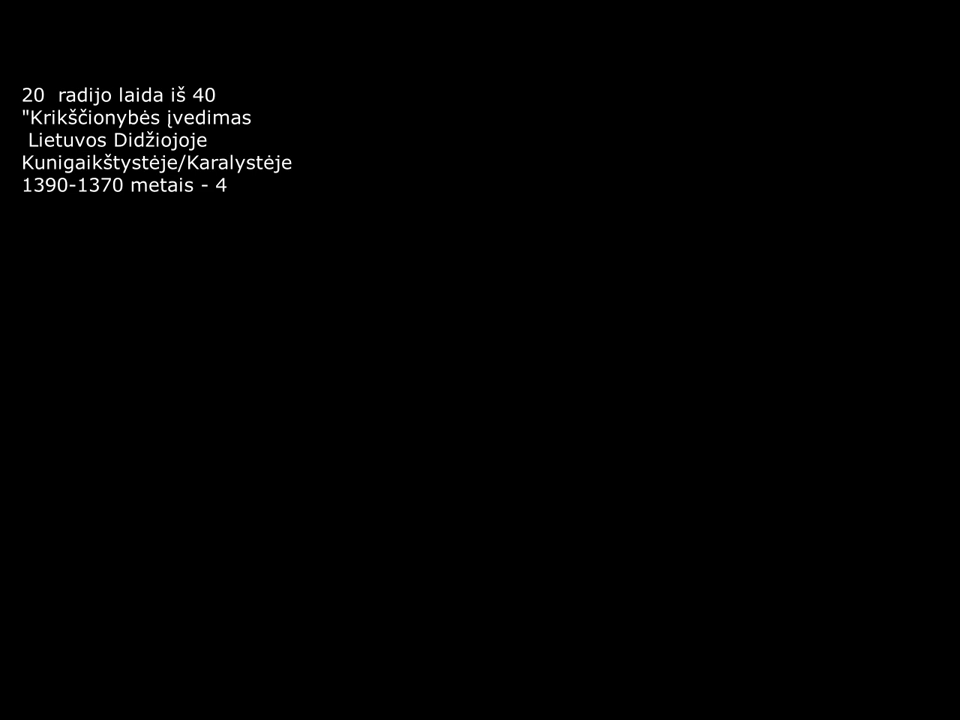 20  radijo laida iš 40
"Krikščionybės įvedimas
Lietuvos Didžiojoje
Kunigaikštystėje/Karalystėje
1390-1370 metais - 4